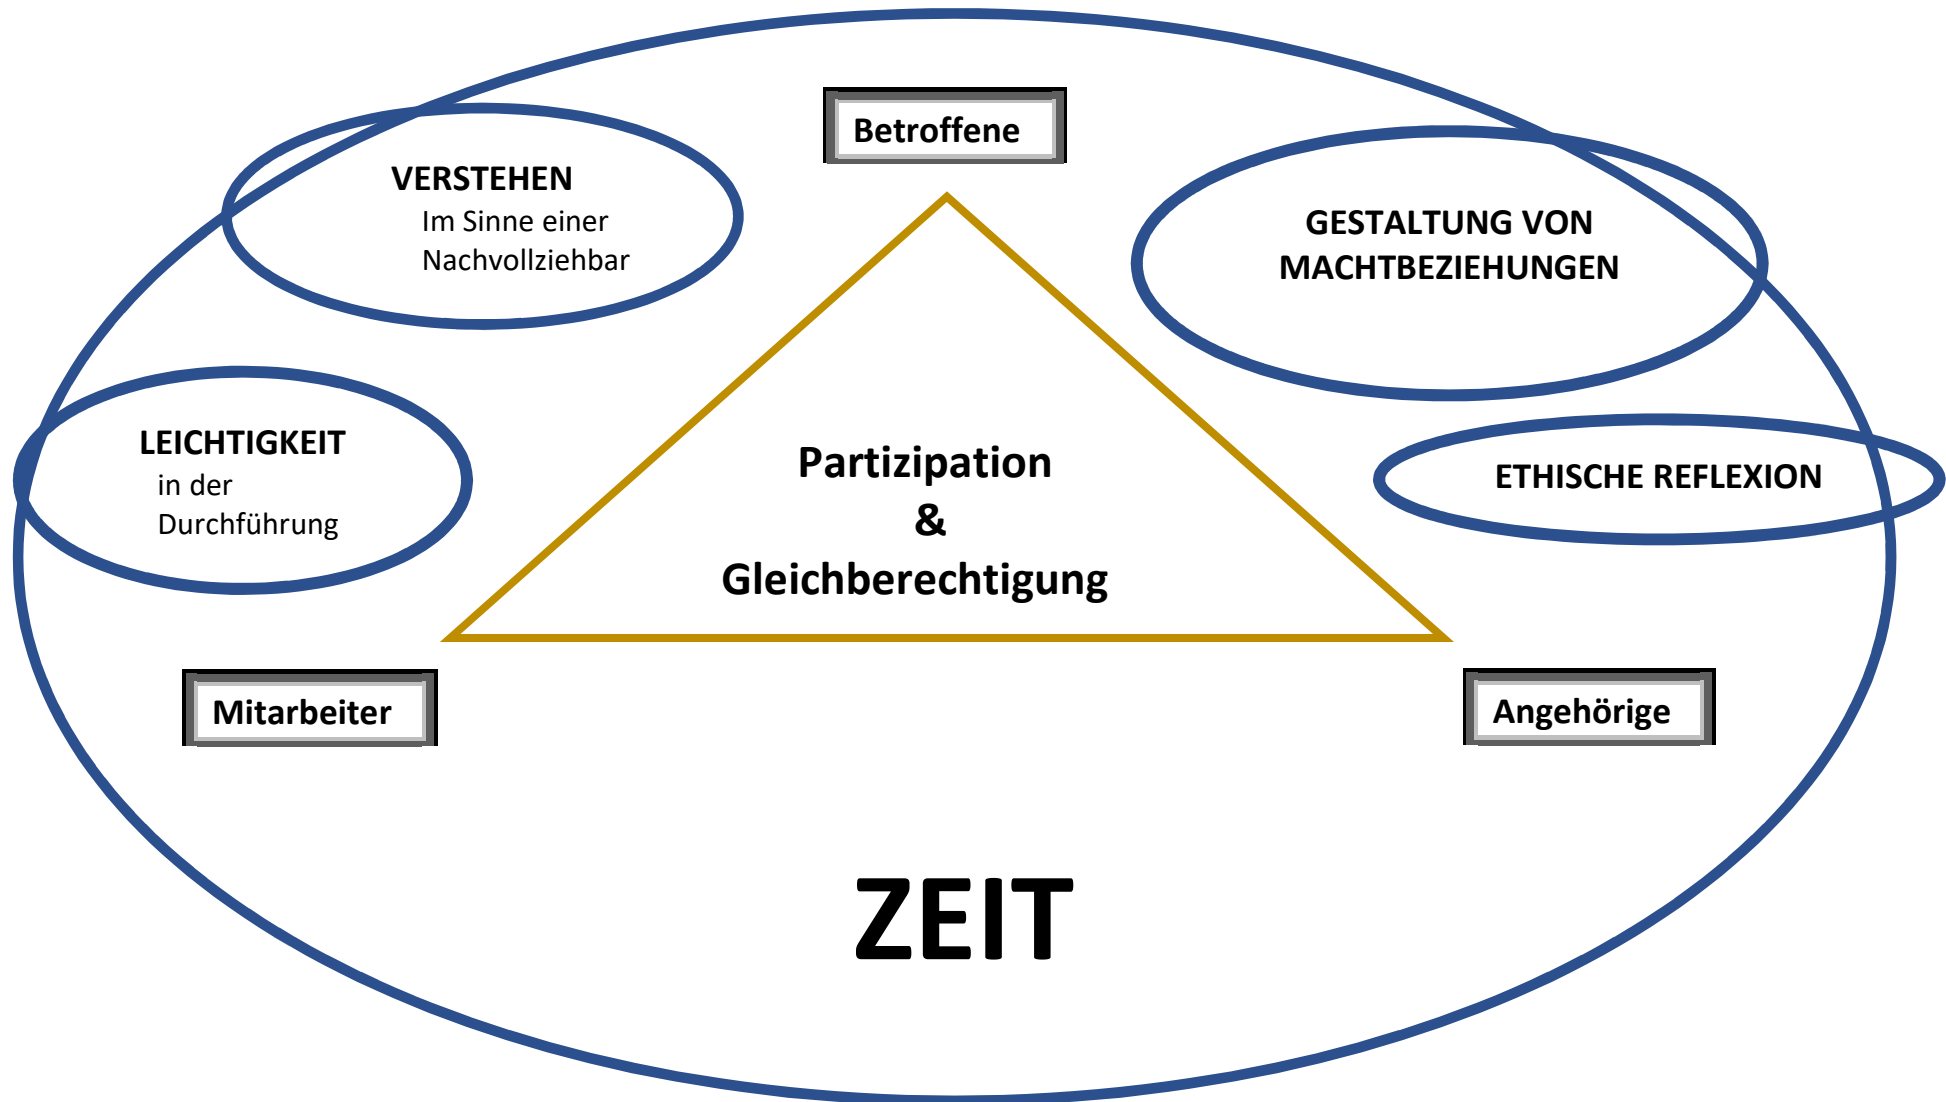 Betroffene
VERSTEHEN
Im Sinne einer
Nachvollziehbar
GESTALTUNG VON
MACHTBEZIEHUNGEN
LEICHTIGKEIT
in der
Durchführung
Partizipation
&
Gleichberechtigung
ETHISCHE REFLEXION
Mitarbeiter
Angehörige
ZEIT